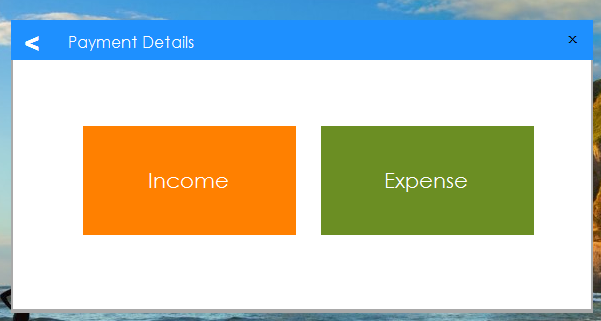 < Payment Details x
Income Expense